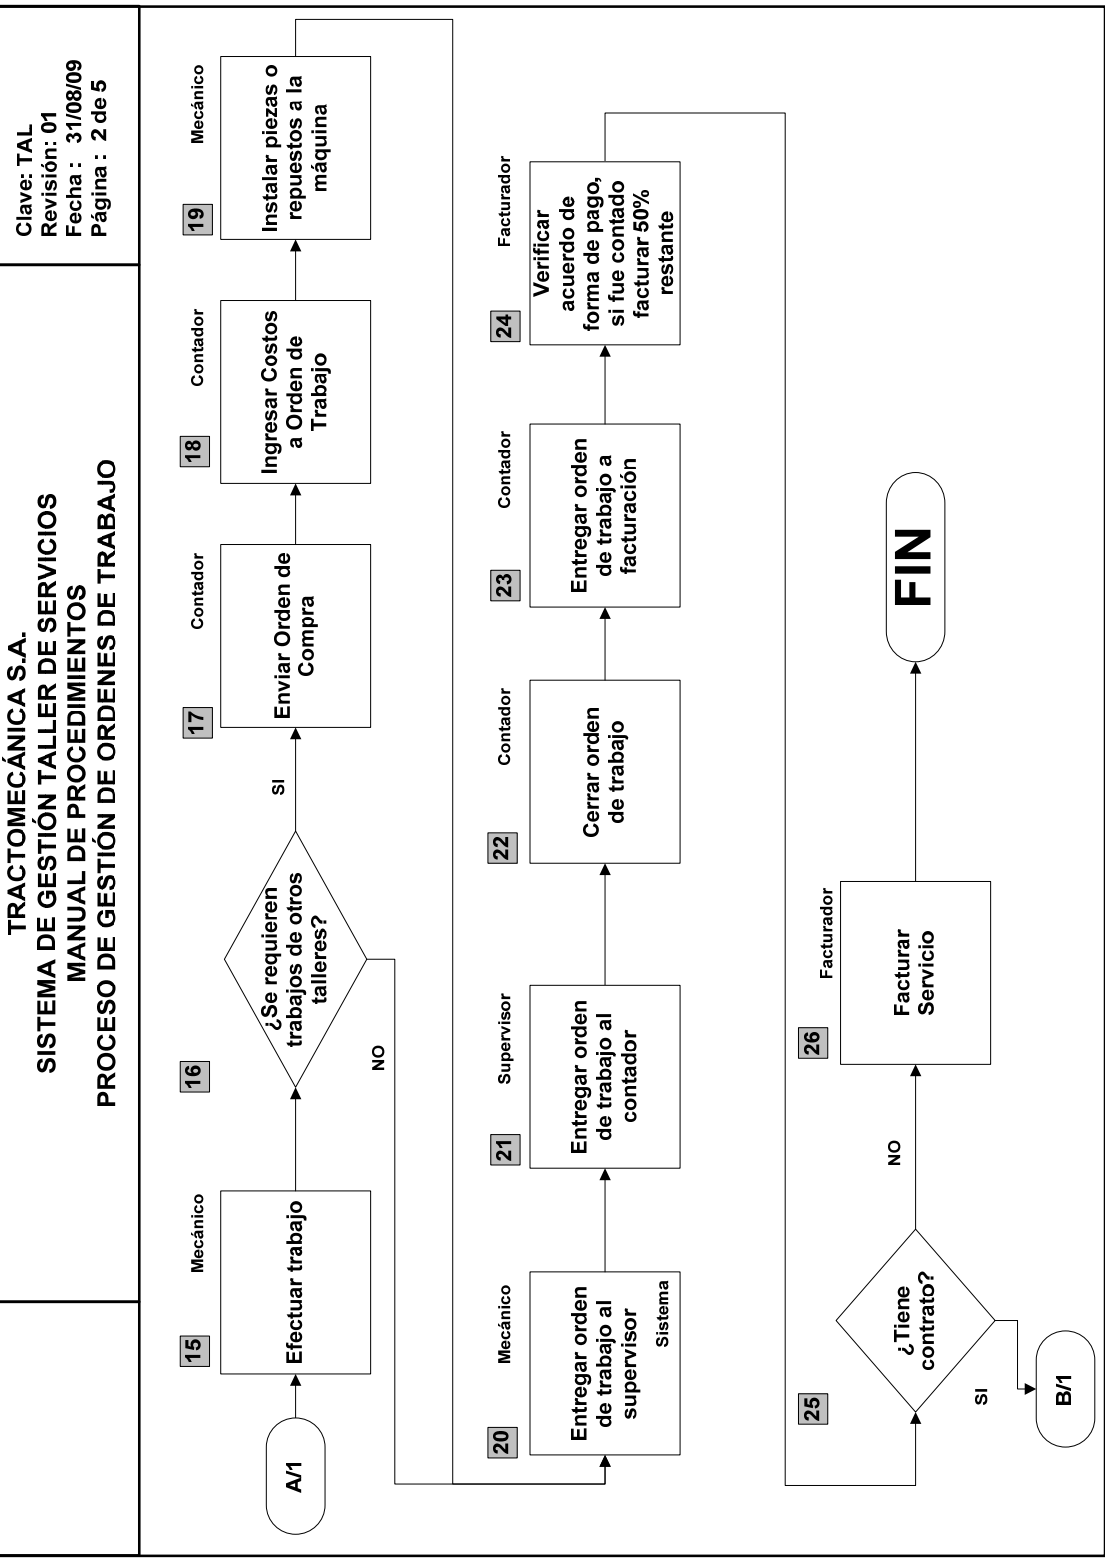 TRACTOMECÁNICA S.A.
SISTEMA DE GESTIÓN TALLER DE SERVICIOS
MANUAL DE PROCEDIMIENTOS
PROCESO DE GESTIÓN DE ORDENES DE TRABAJO
Clave: TAL
Revisión: 01
Fecha : 31/08/09
Página : 2 de 5
A/1
15
Mecánico
Efectuar trabajo
16
¿Se requieren
trabajos de otros
talleres?
SI
NO
17
Contador
Enviar Orden de
Compra
18
Contador
Ingresar Costos
a Orden de
Trabajo
19
Mecánico
Instalar piezas o
repuestos a la
máquina
20
Mecánico
Entregar orden
de trabajo al
supervisor
Sistema
21
Supervisor
Entregar orden
de trabajo al
contador
22
Contador
Cerrar orden
de trabajo
23
Contador
Entregar orden
de trabajo a
facturación
24
Facturador
Verificar
acuerdo de
forma de pago,
si fue contado
facturar 50%
restante
25
¿Tiene
contrato?
SI
NO
B/1
26
Facturador
Facturar
Servicio
FIN